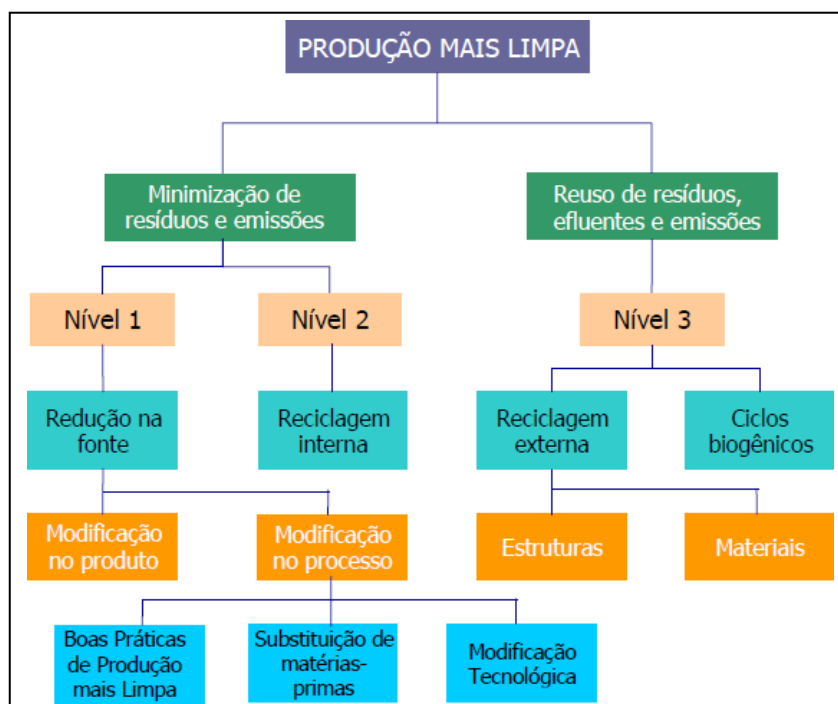 PRODUÇÃO MAIS LIMPA
Minimização de
resíduos e emissões
Reuso de resíduos,
efluentes e emissões
Nível 1
Nível 2
Nível 3
Redução na
fonte
Reciclagem
interna
Reciclagem
externa
Ciclos
biogênicos
Modificação
no produto
Modificação
no processo
Estruturas
Materiais
Boas Práticas
de Produção
mais Limpa
Substituição de
matérias-
primas
Modificação
Tecnológica